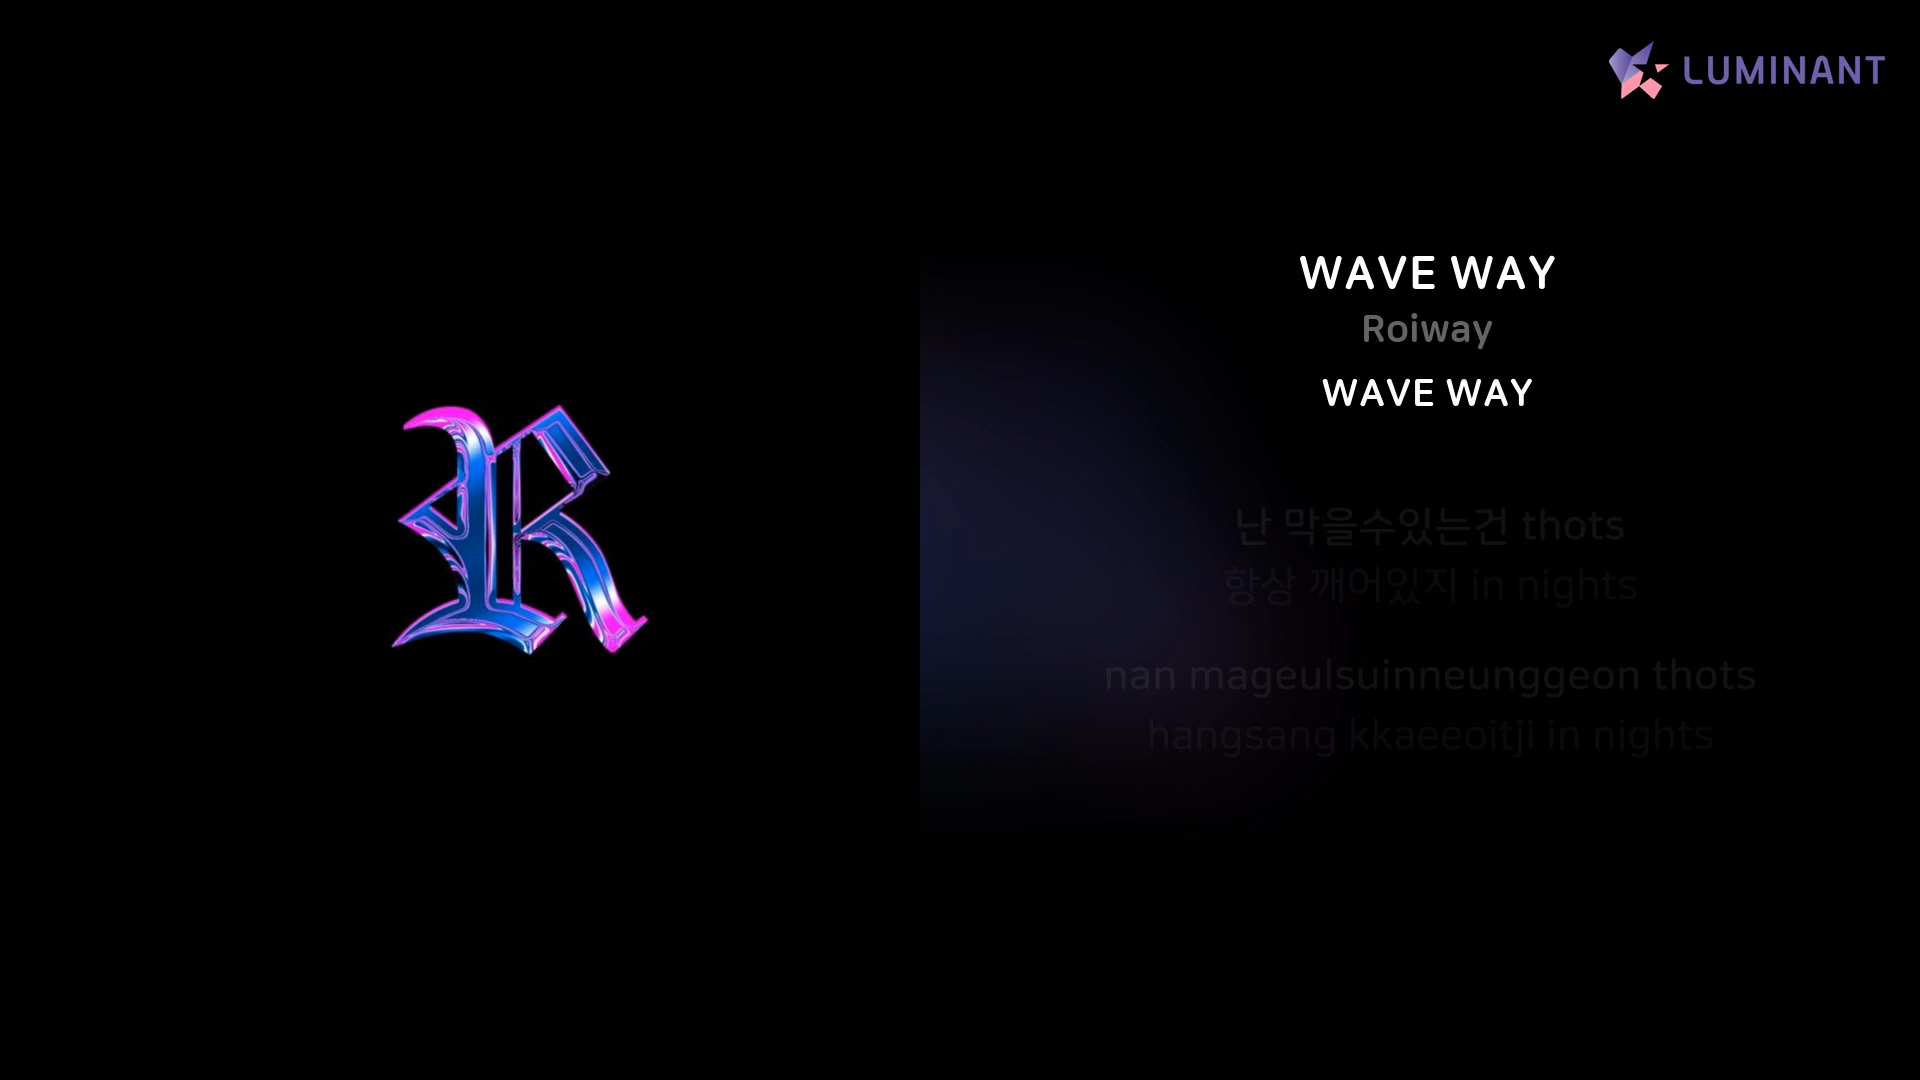 LUMINANT
WAVE WAY
Roiway
WAVE WAY
R
난 막을수있는건 thots
항상 깨어있지 in nights
nan mageulsuinneunggeon thots
hangsang kkaeeoitji in nights